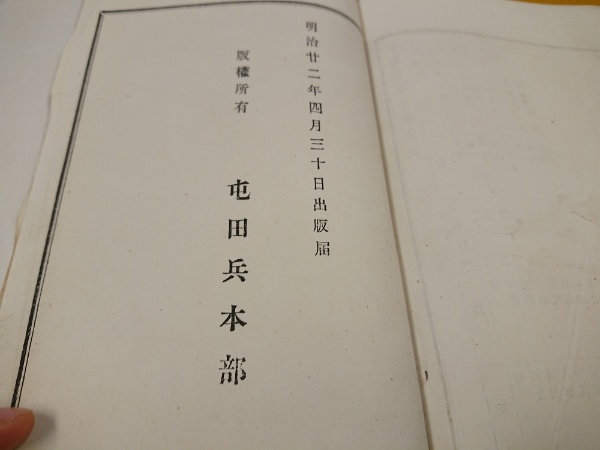 明治廿二年四月三十日出版届
版權所有
屯田兵本部